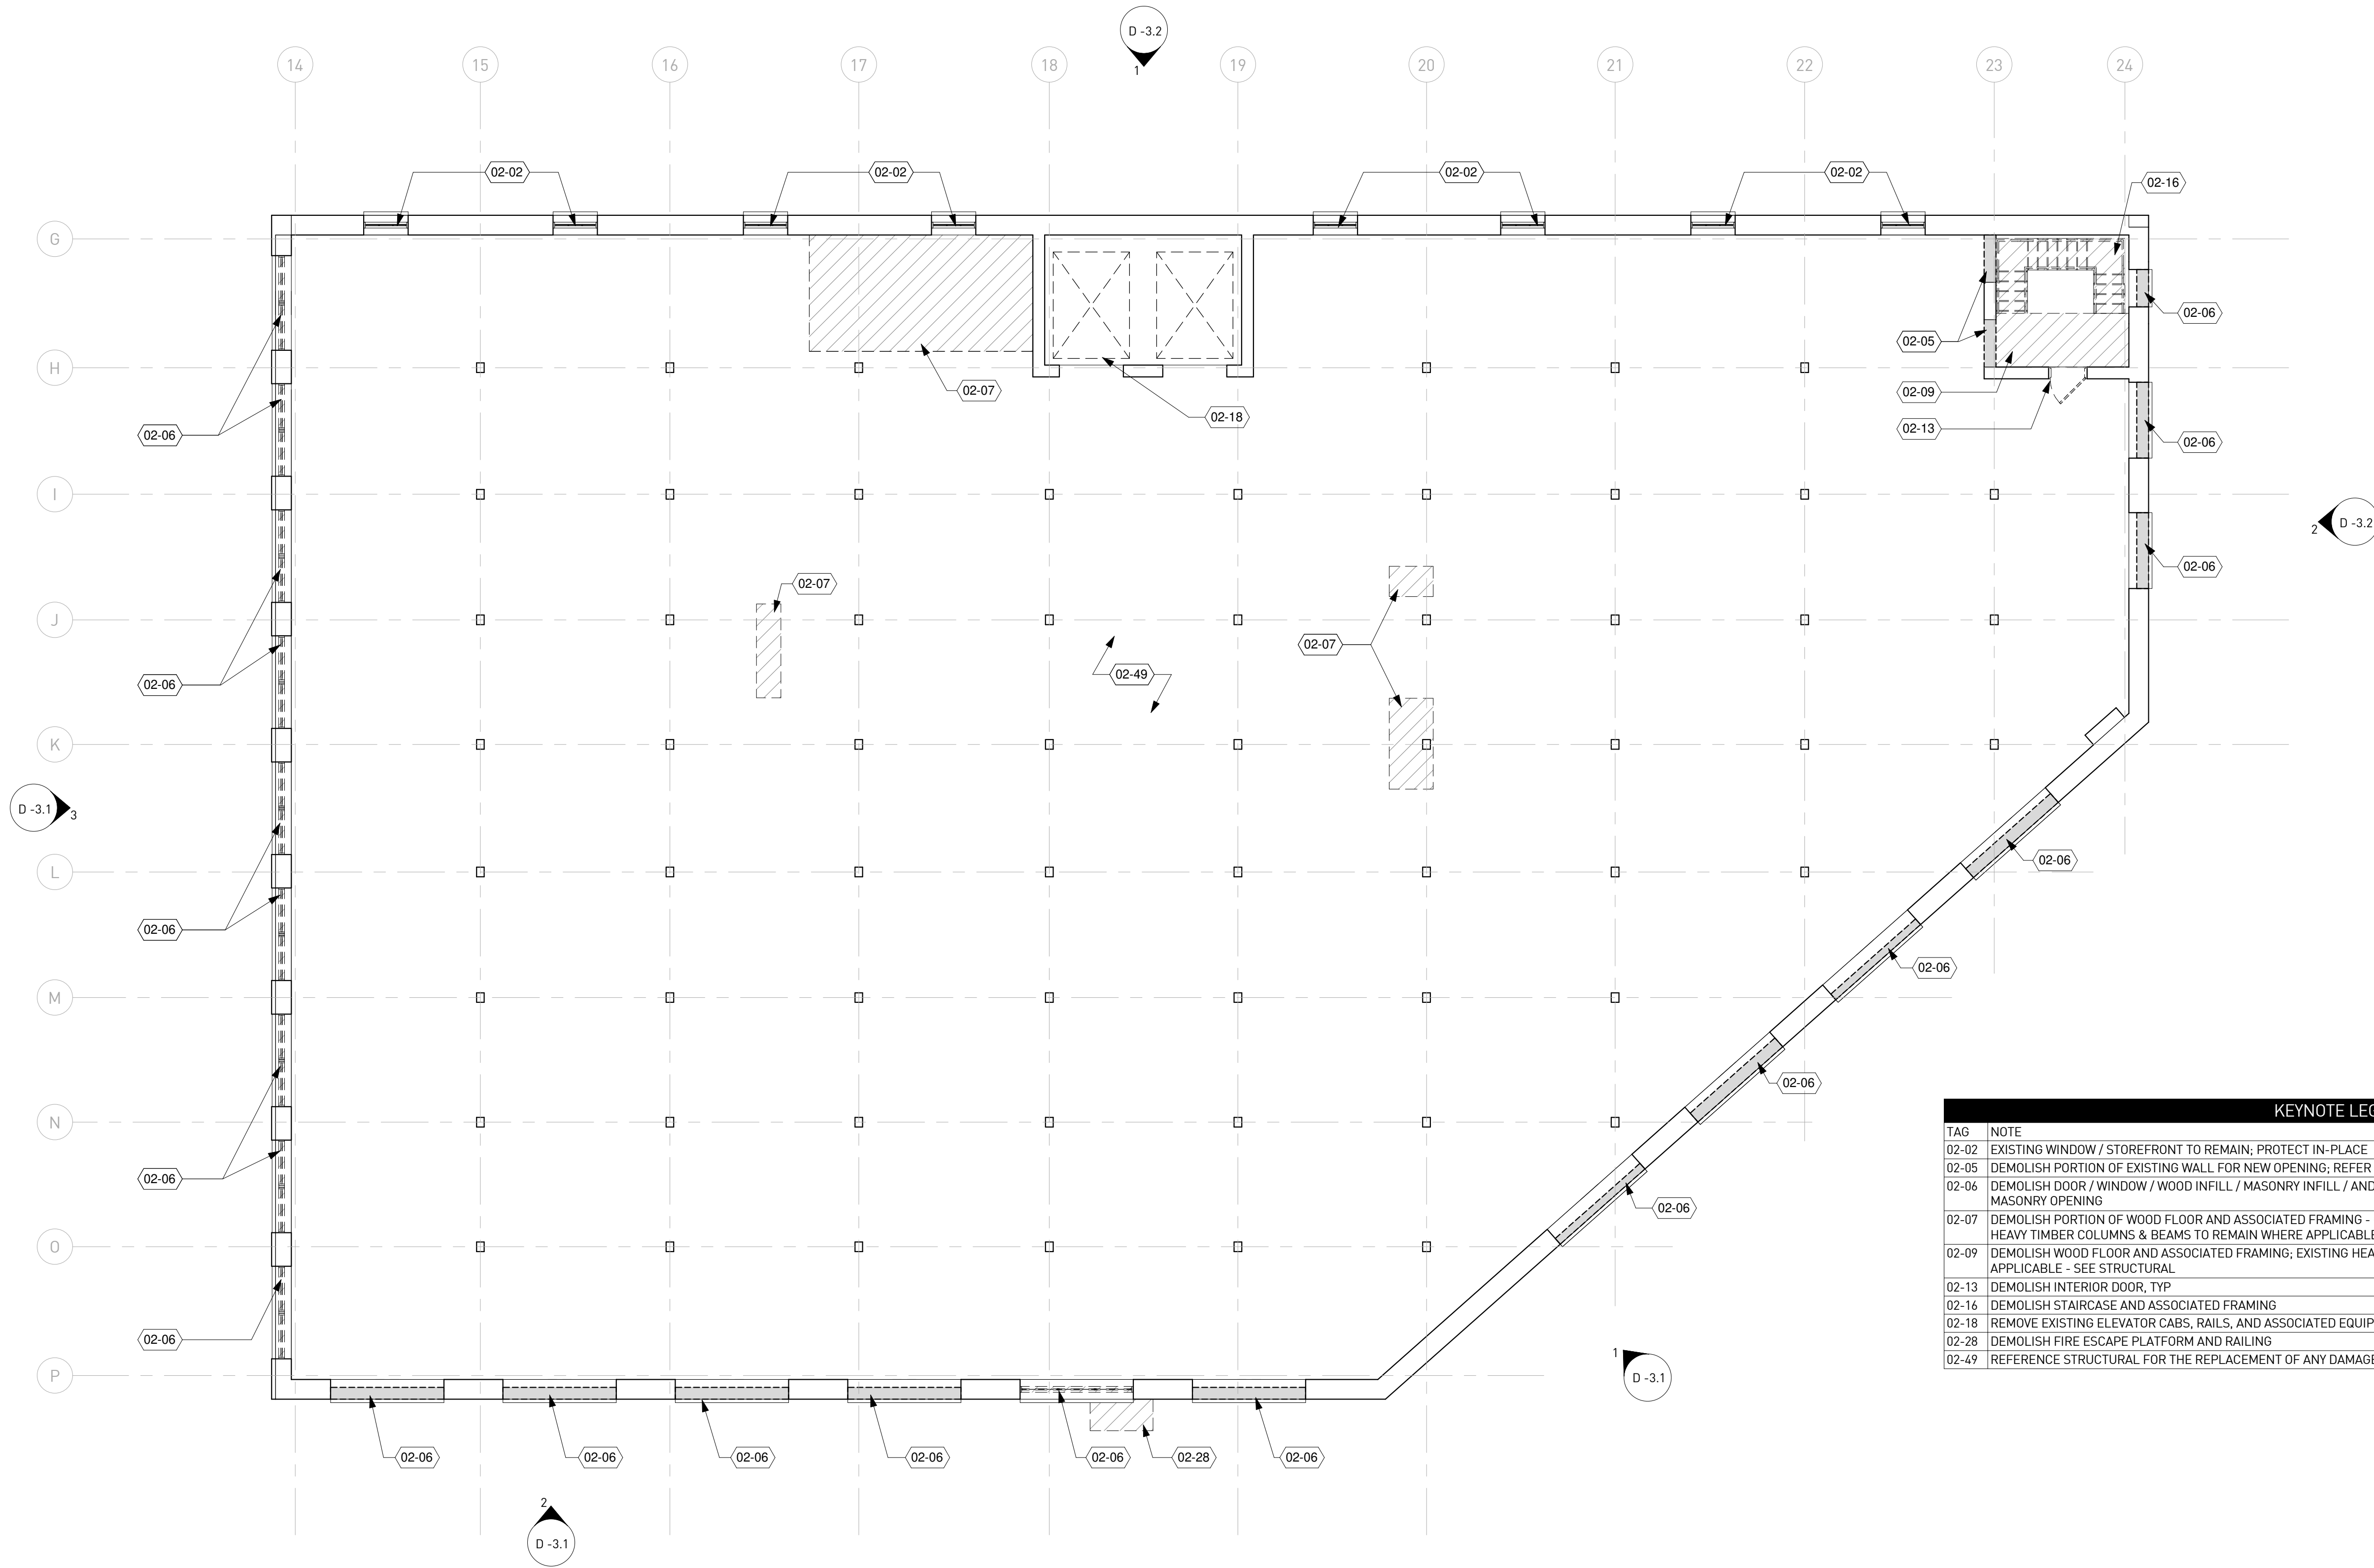 D -3.2
1
14
15
16
17
18
19
20
21
22
23
24
02-02
02-02
02-02
02-02
02-16
G
02-06
02-05
H
02-07
02-09
02-18
02-13
02-06
02-06
I
D -3.2
2
02-06
02-07
J
02-07
02-49
02-06
K
D -3.1
3
L
02-06
02-06
02-06
M
02-06
N
02-06
02-06
O
02-06
P
1
D -3.1
02-06
02-06
02-06
02-06
02-06
02-28
02-06
2
D -3.1
KEYNOTE LEG
TAG NOTE
02-02 EXISTING WINDOW / STOREFRONT TO REMAIN; PROTECT IN-PLACE
02-05 DEMOLISH PORTION OF EXISTING WALL FOR NEW OPENING; REFER
02-06 DEMOLISH DOOR / WINDOW / WOOD INFILL / MASONRY INFILL / AND
MASONRY OPENING
02-07 DEMOLISH PORTION OF WOOD FLOOR AND ASSOCIATED FRAMING -
HEAVY TIMBER COLUMNS & BEAMS TO REMAIN WHERE APPLICABLE
02-09 DEMOLISH WOOD FLOOR AND ASSOCIATED FRAMING; EXISTING HEA
APPLICABLE - SEE STRUCTURAL
02-13 DEMOLISH INTERIOR DOOR, TYP
02-16 DEMOLISH STAIRCASE AND ASSOCIATED FRAMING
02-18 REMOVE EXISTING ELEVATOR CABS, RAILS, AND ASSOCIATED EQUIP
02-28 DEMOLISH FIRE ESCAPE PLATFORM AND RAILING
02-49 REFERENCE STRUCTURAL FOR THE REPLACEMENT OF ANY DAMAGE